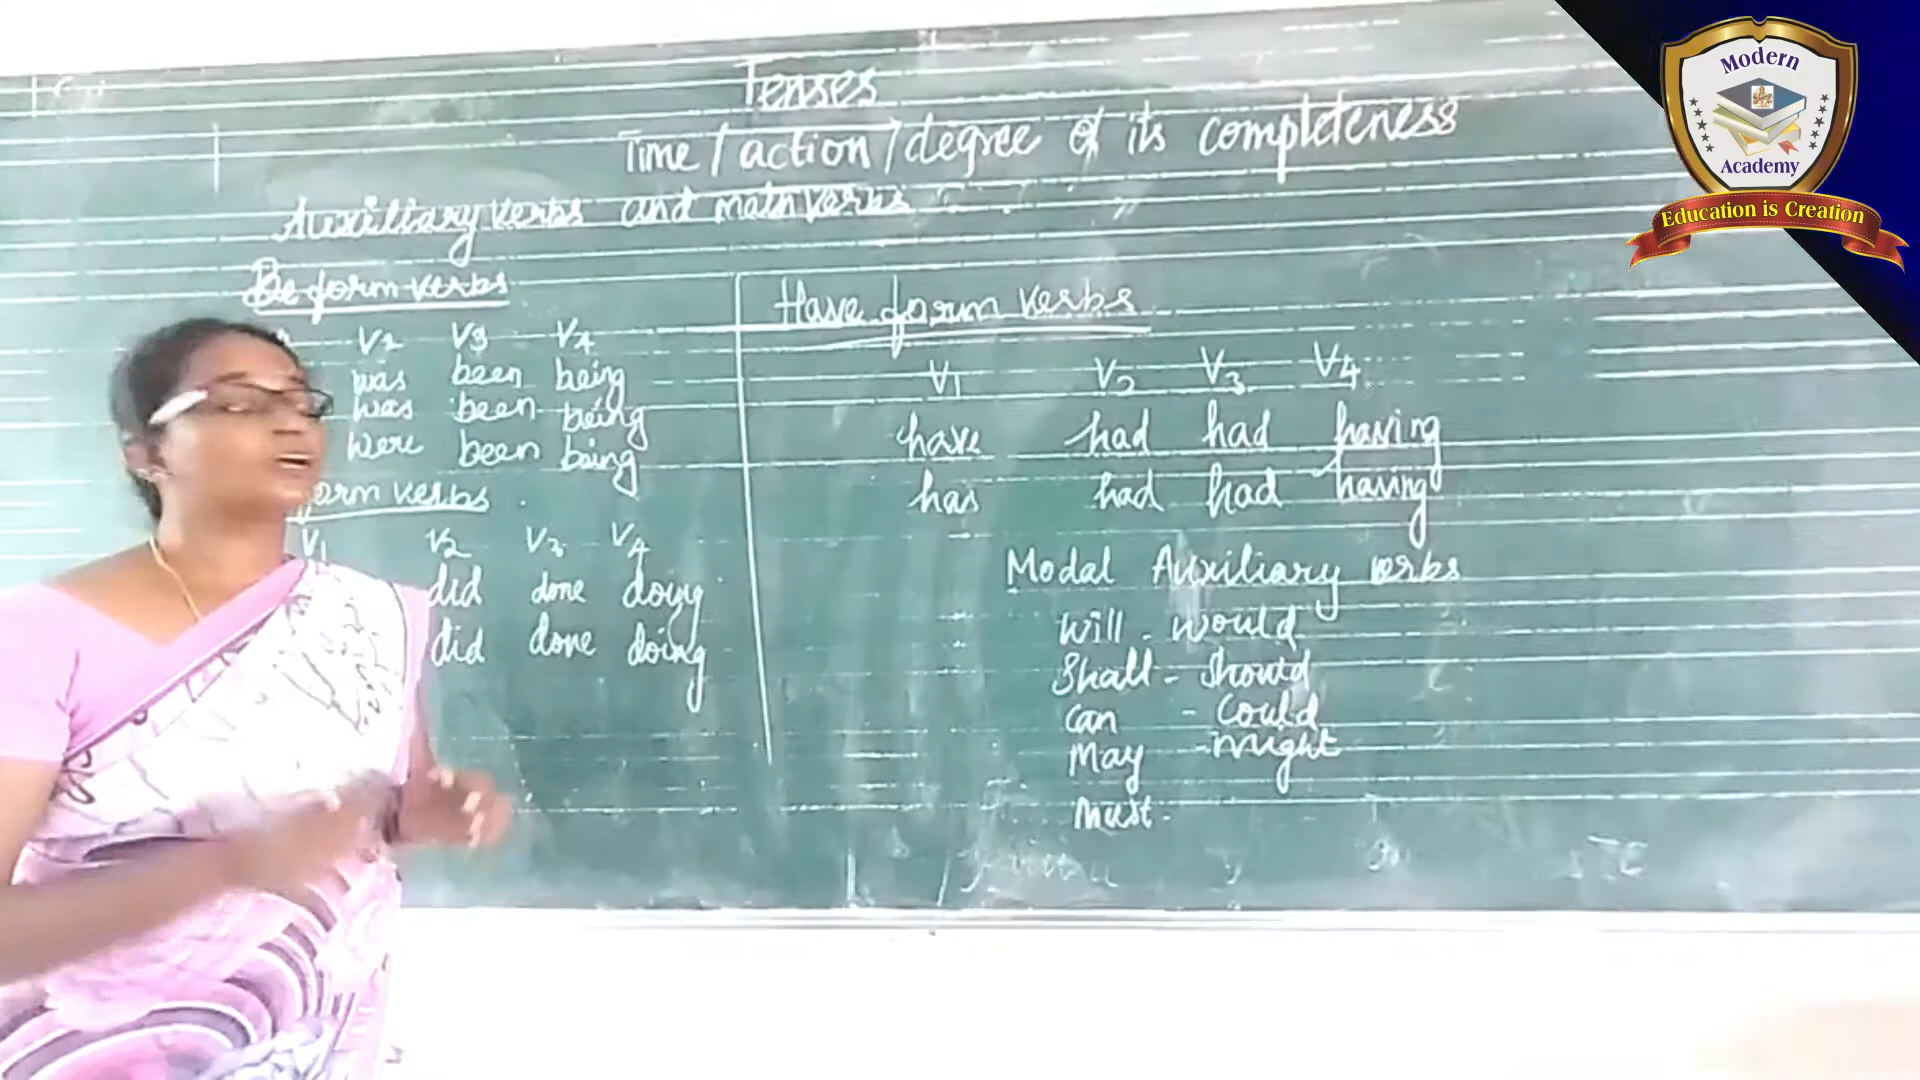 Tenses
Time / action / degree of its completeness
Auxiliary verbs and main verbs
Be form verbs
V2 V3 V4
was been being
was been being
were been being
orm verbs
V1 V2 V3 V4
did done doing
did done doing
Have form verbs
V1 V2 V3 V4
have had had having
has had had having
Modal Auxiliary verbs
Will - would
Shall - Should
Can - Could
May - might
Must.
Modern
Academy
Education is Creation